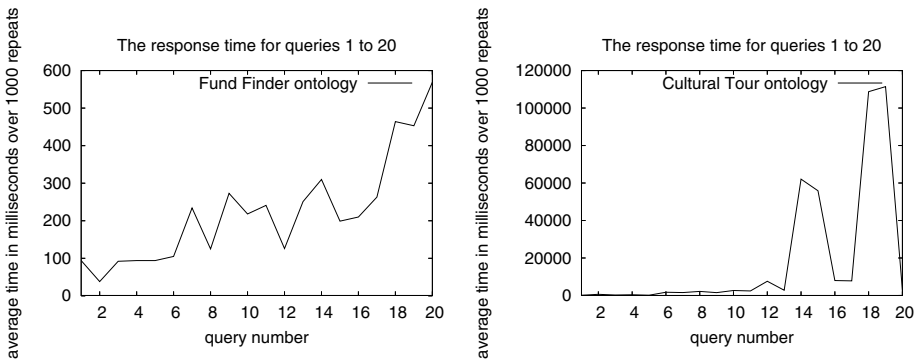 The response time for queries 1 to 20
average time in milliseconds over 1000 repeats
Fund Finder ontology
600
500
400
300
200
100
0
2 4 6 8 10 12 14 16 18 20
query number
The response time for queries 1 to 20
average time in milliseconds over 1000 repeats
Cultural Tour ontology
120000
100000
80000
60000
40000
20000
0
2 4 6 8 10 12 14 16 18 20
query number